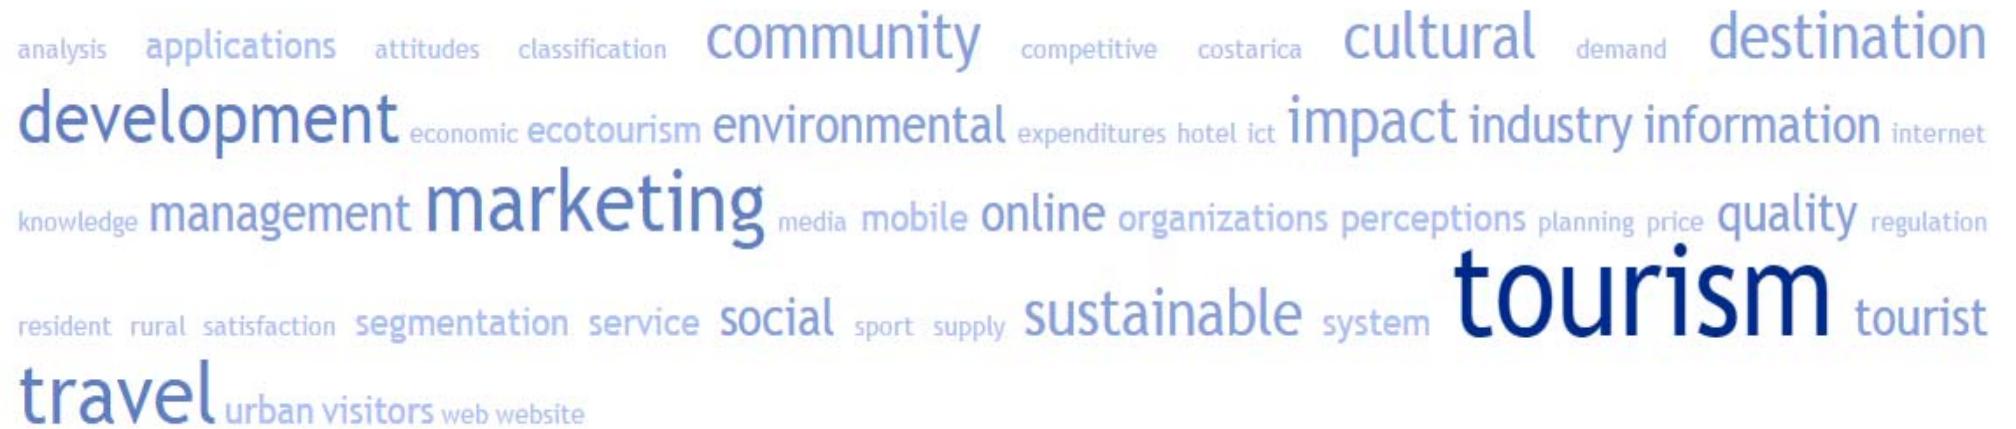 analysis applications attitudes classification community competitive costarica cultural demand destination
development economic ecotourism environmental expenditures hotel ict impact industry information internet
knowledge management marketing media mobile online organizations perceptions planning price quality regulation
resident rural satisfaction segmentation service social sport supply sustainable system tourism tourist
travel urban visitors web website